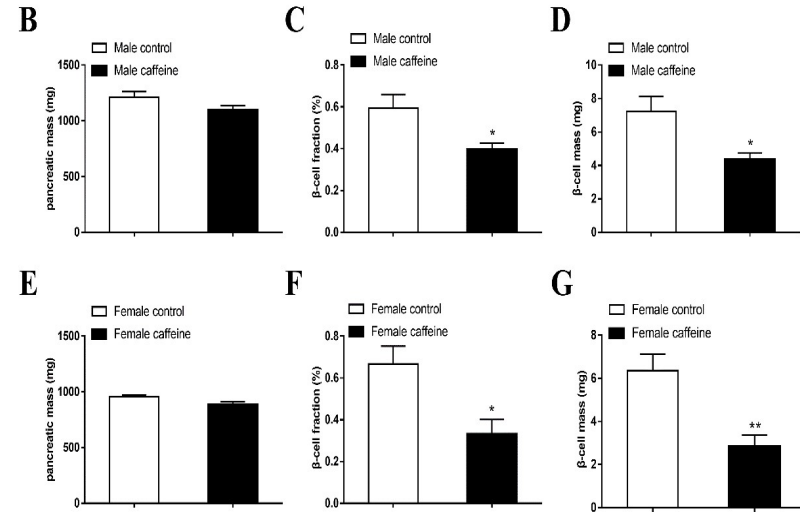 B
Male control
Male caffeine
pancreatic mass (mg)
1500
1000
500
0
C
Male control
Male caffeine
β-cell fraction (%)
0.8
0.6
0.4
0.2
0.0
*
D
Male control
Male caffeine
β-cell mass (mg)
10
8
6
4
2
0
*
E
Female control
Female caffeine
pancreatic mass (mg)
1500
1000
500
0
F
Female control
Female caffeine
β-cell fraction (%)
0.8
0.6
0.4
0.2
0.0
*
G
Female control
Female caffeine
β-cell mass (mg)
8
6
4
2
0
**